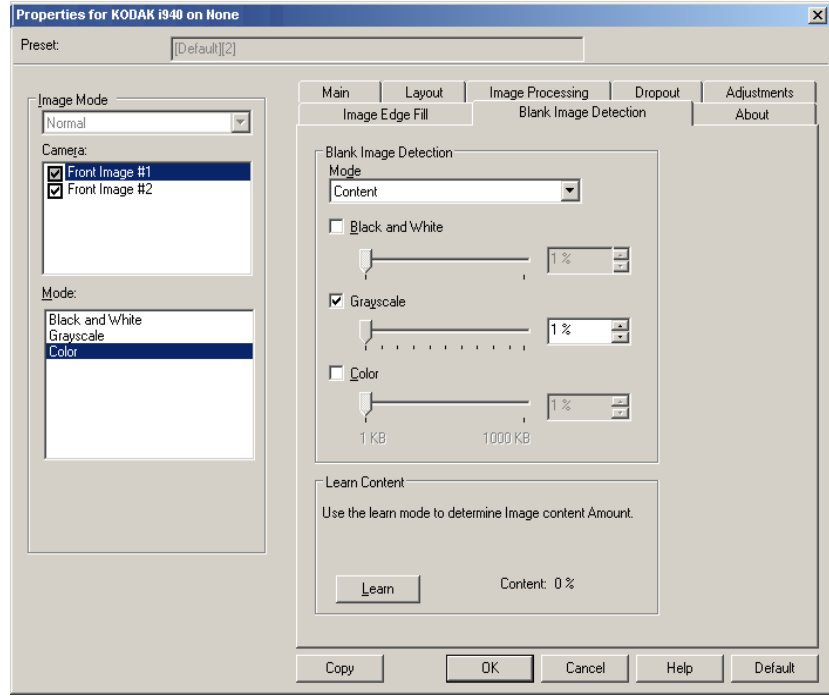 Properties for KODAK i940 on None
Preset:
[Default][2]
Image Mode
Normal
Camera:
Front Image #1
Front Image #2
Mode:
Black and White
Grayscale
Color
Main Layout Image Processing Dropout Adjustments
Image Edge Fill Blank Image Detection About
Blank Image Detection
Mode
Content
Black and White
1 %
Grayscale
1 %
Color
1 %
1 KB 1000 KB
Learn Content
Use the learn mode to determine Image content Amount.
Learn Content: 0 %
Copy OK Cancel Help Default